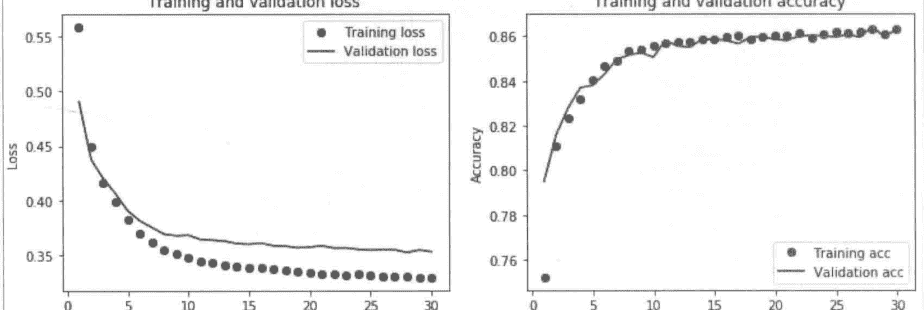 Training and validation loss
0.55
0.50
0.45
0.40
0.35
Loss
Training loss
Validation loss
0 5 10 15 20 25 30
Training and validation accuracy
0.86
0.84
0.82
0.80
0.78
0.76
Accuracy
Training acc
Validation acc
0 5 10 15 20 25 30